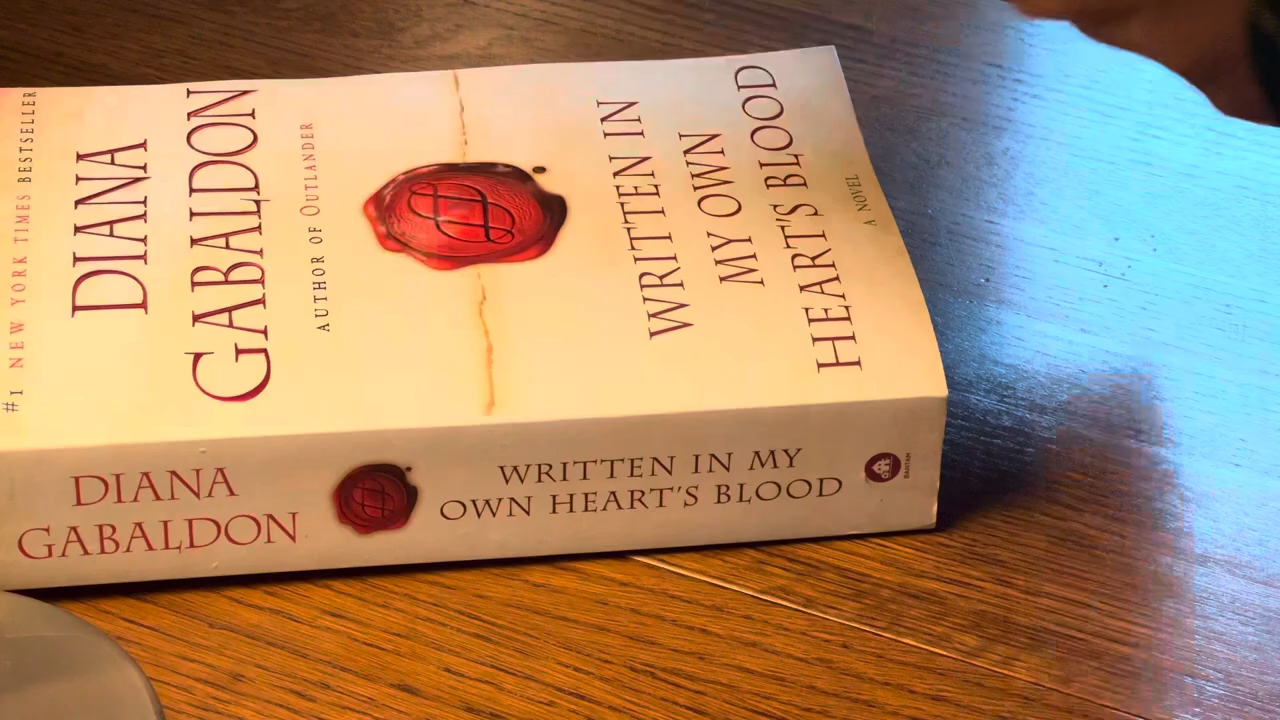 #1 NEW YORK TIMES BESTSELLER
DIANA
GABALDON
AUTHOR OF OUTLANDER
WRITTEN IN
MY OWN
HEART'S BLOOD
A NOVEL
DIANA
GABALDON
WRITTEN IN MY
OWN HEART'S BLOOD
BANTAM